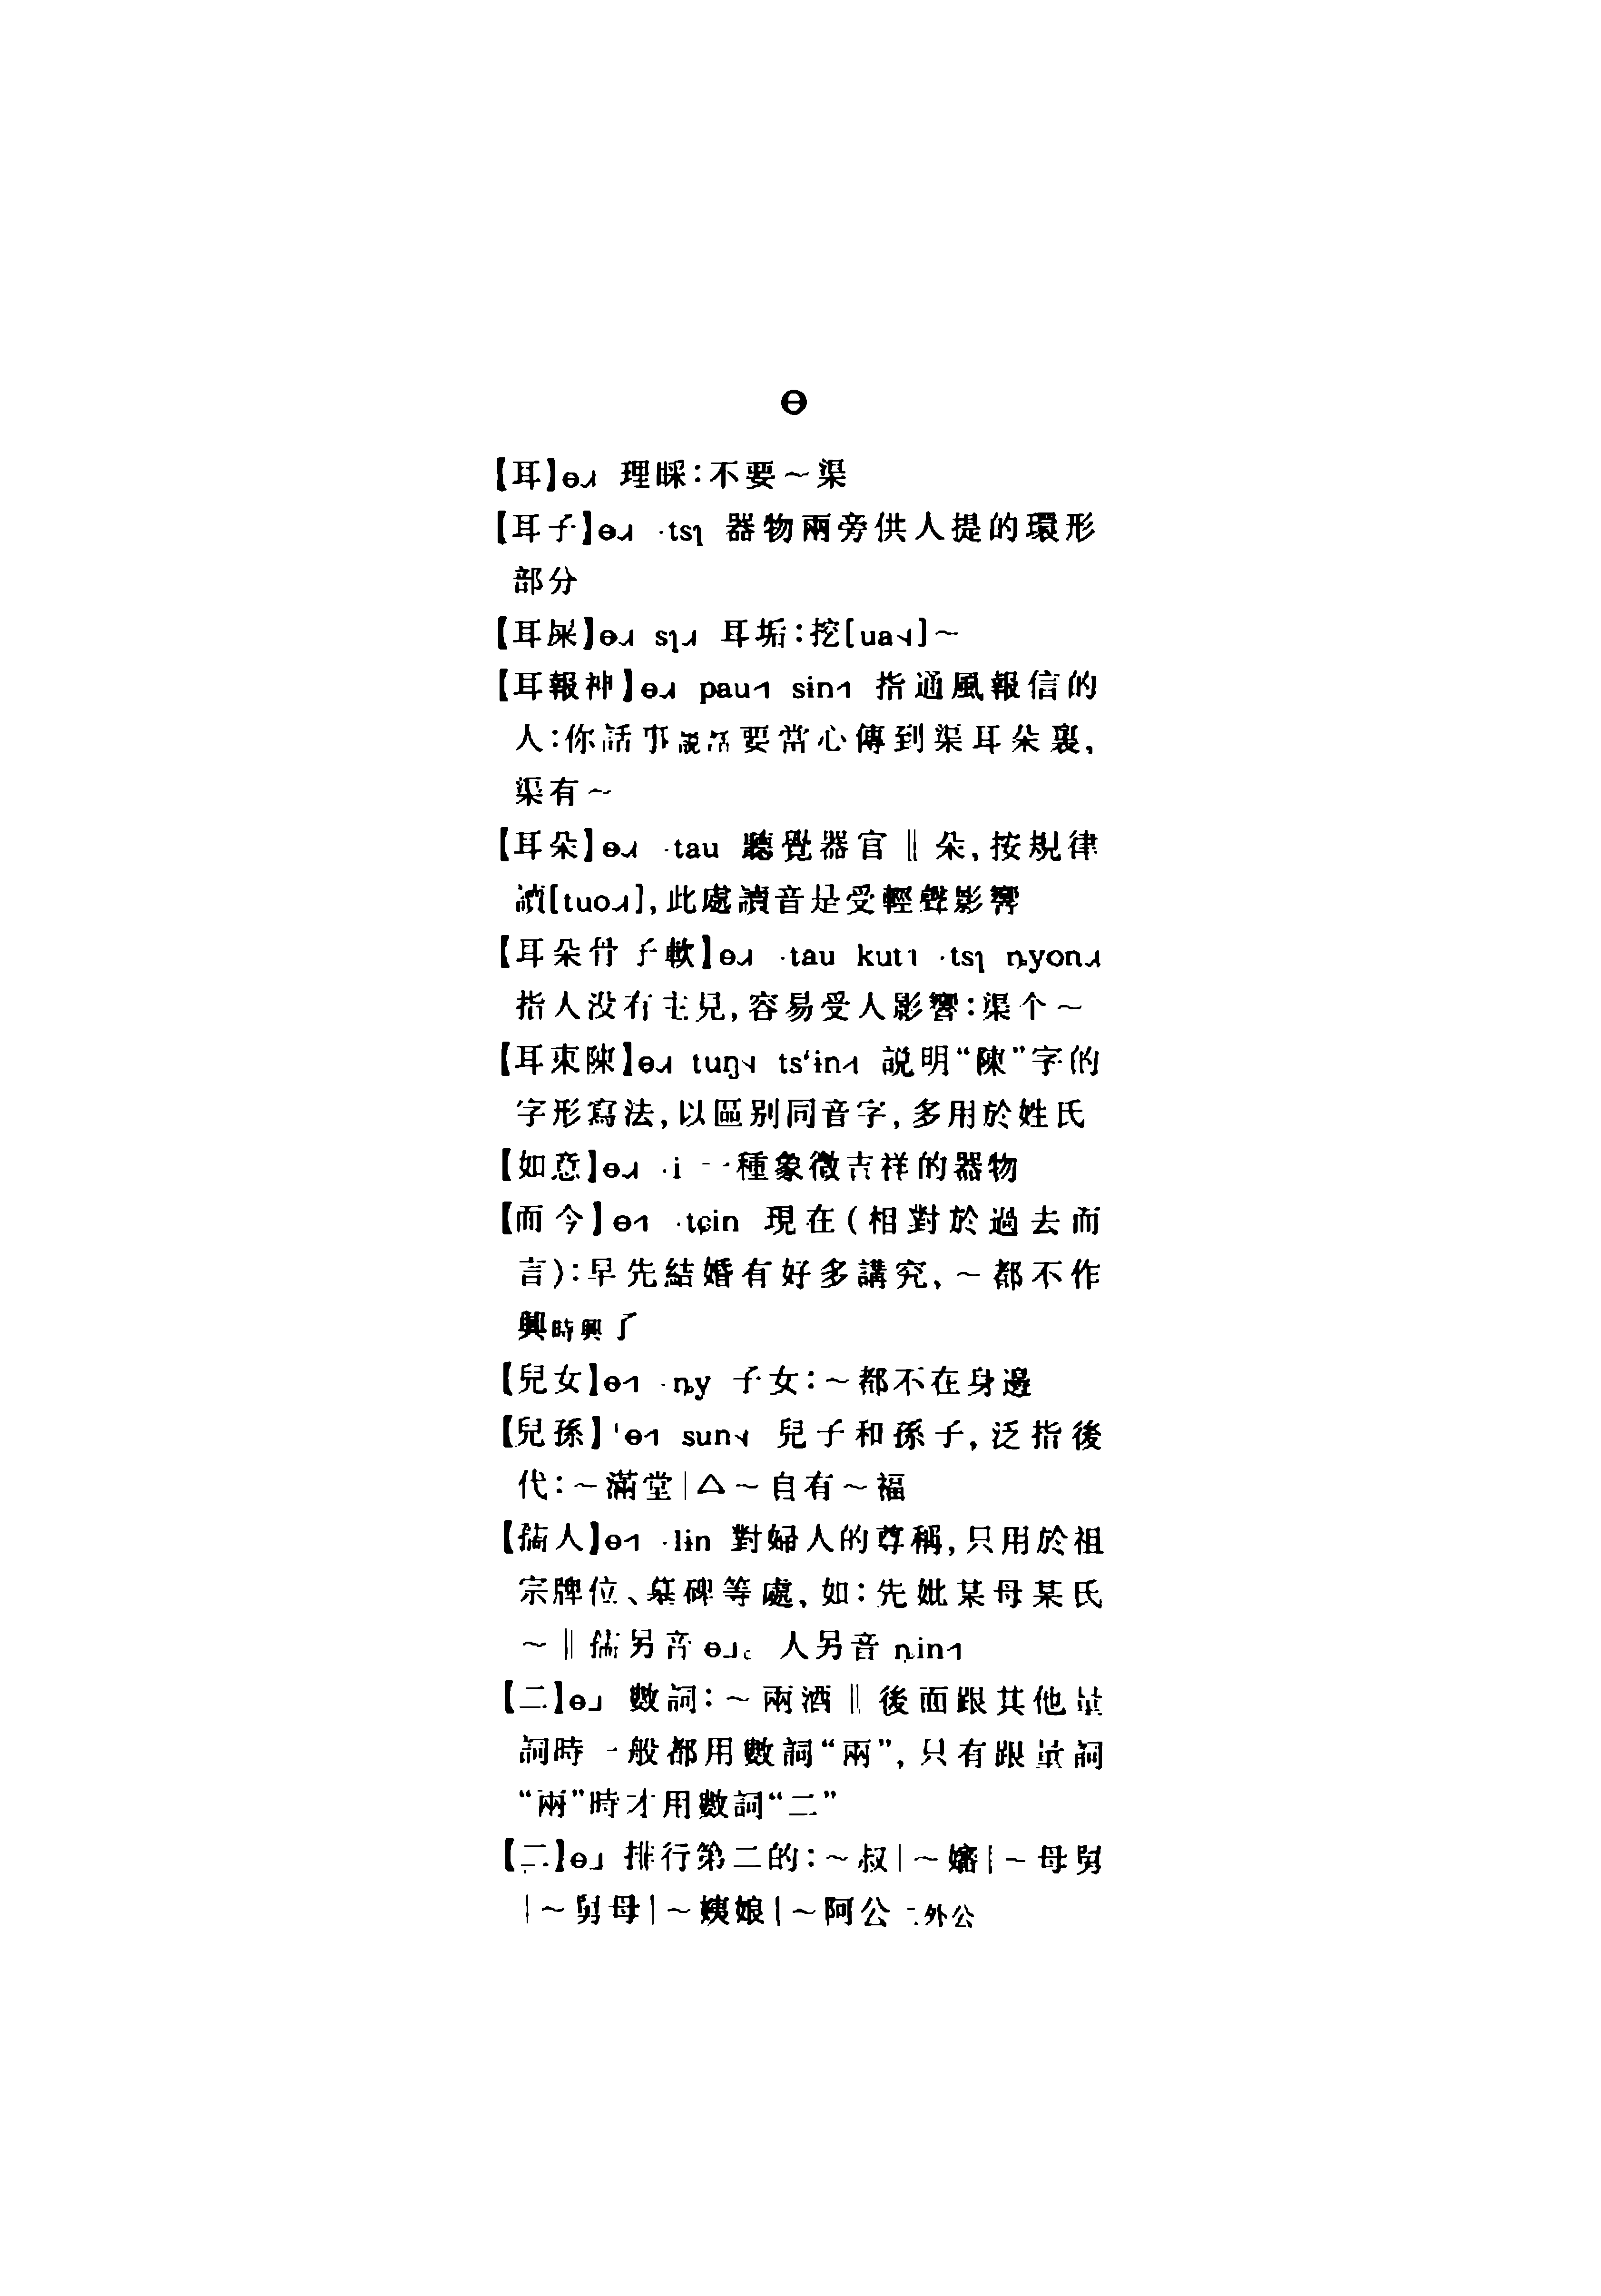 ɵ
【耳】ɵ˨˩˧ 理睬:不要～渠
【耳子】ɵ˨˩˧ ·tsɿ 器物兩旁供人提的環形
部分
【耳屎】ɵ˨˩˧ sɿ˨˩˧ 耳垢:挖[ua]～
【耳報神】ɵ˨˩˧ pau sɨn 指通風報信的
人:你話事説話要當心傳到渠耳朵裏,
渠有～
【耳朵】ɵ˨˩˧ ·tau 聽覺器官‖朵,按規律
讀[tuo˨˩˧],此處讀音是受輕聲影響
【耳朵骨子軟】ɵ˨˩˧ ·tau kut ·tsɿ ȵyon˨˩˧
指人没有主見,容易受人影響:渠个～
【耳東陳】ɵ˨˩˧ tuŋ tsʻɨn 説明“陳”字的
字形寫法,以區别同音字,多用於姓氏
【如意】ɵ˨˩˧ ·i 一種象徵吉祥的器物
【而今】ɵ ·tɕin 現在(相對於過去而
言):早先結婚有好多講究,～都不作
興時興了
【兒女】ɵ ·ȵy 子女:～都不在身邊
【兒孫】ˈɵ sun 兒子和孫子,泛指後
代:～滿堂|△～自有～福
【孺人】ɵ ·lɨn 對婦人的尊稱,只用於祖
宗牌位、墓碑等處,如:先妣某母某氏
～‖孺另音ɵ˩。人另音ȵin
【二】ɵ˩ 數詞:～兩酒‖後面跟其他量
詞時一般都用數詞“兩”,只有跟量詞
“兩”時才用數詞“二”
【二】ɵ˩ 排行第二的:～叔|～嬸|～母舅
|～舅母|～姨娘|～阿公二外公